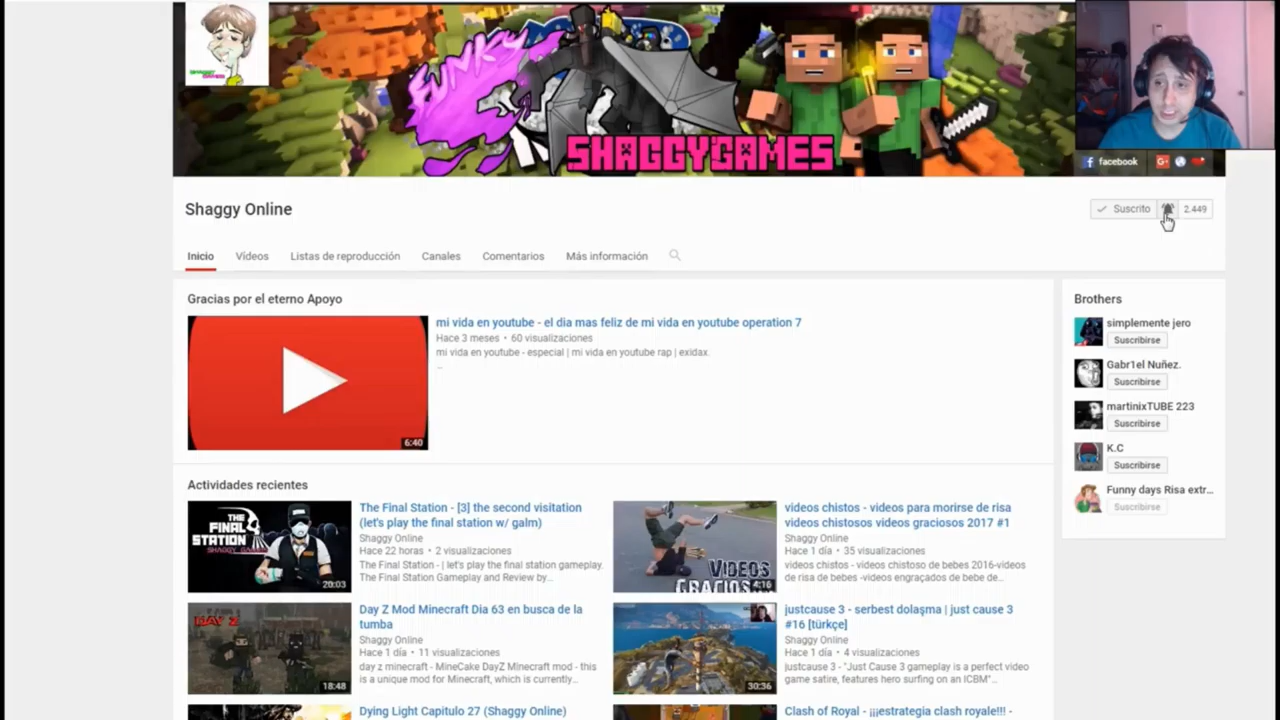 SHAGGYGAMES
facebook
Shaggy Online
Suscrito
2.449
Inicio
Vídeos
Listas de reproducción
Canales
Comentarios
Más información
Gracias por el eterno Apoyo
mi vida en youtube - el dia mas feliz de mi vida en youtube operation 7
Hace 3 meses • 60 visualizaciones
mi vida en youtube - especial | mi vida en youtube rap | exidax.
..
6:40
Brothers
simplemente jero
Suscribirse
Gabr1el Nuñez.
Suscribirse
martinixTUBE 223
Suscribirse
K.C
Suscribirse
Funny days Risa extr...
Suscribirse
Actividades recientes
THE FINAL
STATION
SHAGGY
20:03
The Final Station - [3] the second visitation
(let's play the final station w/ galm)
Shaggy Online
Hace 22 horas • 2 visualizaciones
The Final Station - | let's play the final station gameplay.
The Final Station Gameplay and Review by...
VIDEOS
GRACIOS
4:16
videos chistos - videos para morirse de risa
videos chistosos videos graciosos 2017 #1
Shaggy Online
Hace 1 día • 35 visualizaciones
videos chistos - videos chistoso de bebes 2016-videos
de risa de bebes -videos engraçados de bebe de...
DAY Z
18:48
Day Z Mod Minecraft Dia 63 en busca de la
tumba
Shaggy Online
Hace 1 día • 11 visualizaciones
day z minecraft - MineCake DayZ Minecraft mod - this
is a unique mod for Minecraft, which is currently...
30:36
justcause 3 - serbest dolaşma | just cause 3
#16 [türkçe]
Shaggy Online
Hace 1 día • 4 visualizaciones
justcause 3 - "Just Cause 3 gameplay is a perfect video
game satire, features hero surfing on an ICBM"...
Dying Light Capitulo 27 (Shaggy Online)
Clash of Royal - ¡¡¡estrategia clash royale!!! -